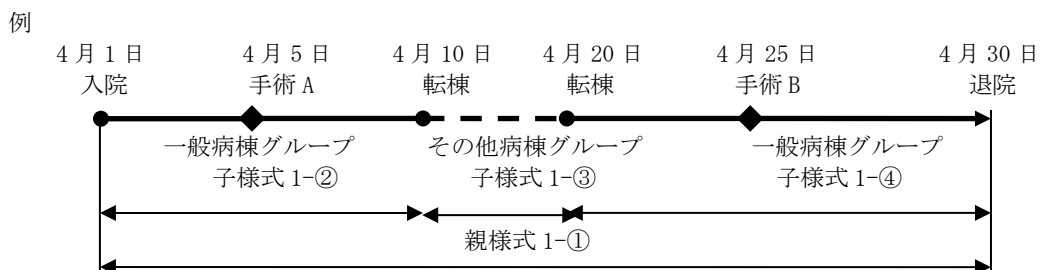 例
4月1日 4月5日 4月10日 4月20日 4月25日 4月30日
入院 手術A 転棟 転棟 手術B 退院
一般病棟グループ その他病棟グループ 一般病棟グループ
子様式1-② 子様式1-③ 子様式1-④
親様式1-①